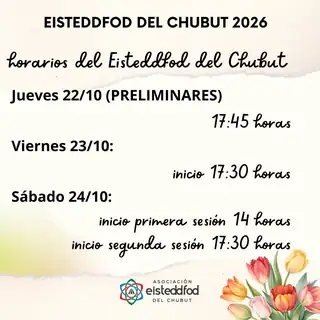 EISTEDDFOD DEL CHUBUT 2026
horarios del Eisteddfod del Chubut
Jueves 22/10 (PRELIMINARES)
17:45 horas
Viernes 23/10:
inicio 17:30 horas
Sábado 24/10:
inicio primera sesión 14 horas
inicio segunda sesión 17:30 horas
ASOCIACIÓN
eisteddfod
DEL CHUBUT